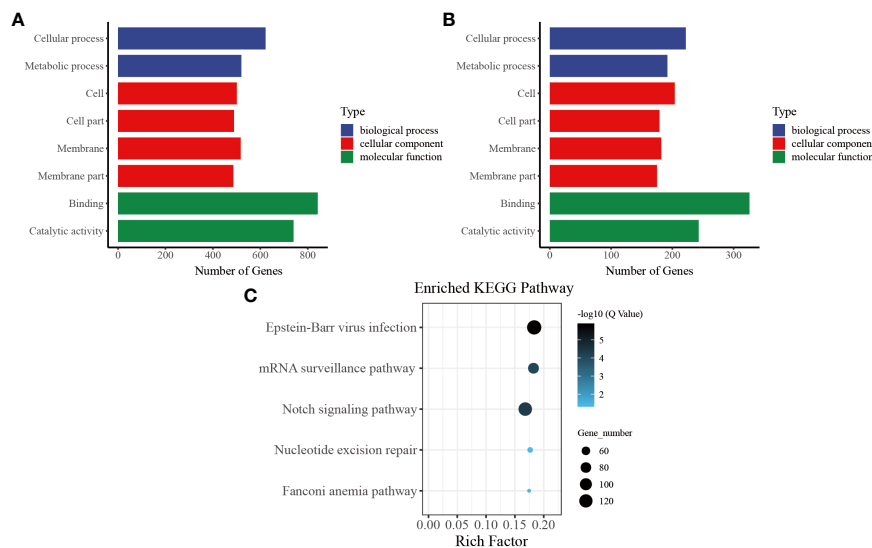 A
Cellular process
Metabolic process
Cell
Cell part
Membrane
Membrane part
Binding
Catalytic activity
0 200 400 600 800
Number of Genes
Type
biological process
cellular component
molecular function
B
Cellular process
Metabolic process
Cell
Cell part
Membrane
Membrane part
Binding
Catalytic activity
0 100 200 300
Number of Genes
Type
biological process
cellular componen
molecular function
C
Enriched KEGG Pathway
Epstein-Barr virus infection
mRNA surveillance pathway
Notch signaling pathway
Nucleotide excision repair
Fanconi anemia pathway
0.00 0.05 0.10 0.15 0.20
Rich Factor
-log10 (Q Value)
5
4
3
2
Gene_number
60
80
100
120